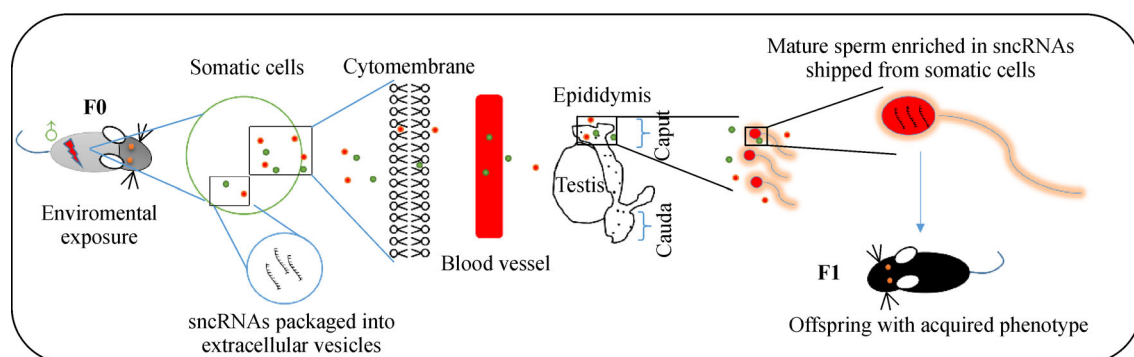 F0
♂
Enviromental
exposure
Somatic cells
sncRNAs packaged into
extracellular vesicles
Cytomembrane
Blood vessel
Epididymis
Caput
Testis
Cauda
Mature sperm enriched in sncRNAs
shipped from somatic cells
F1
Offspring with acquired phenotype